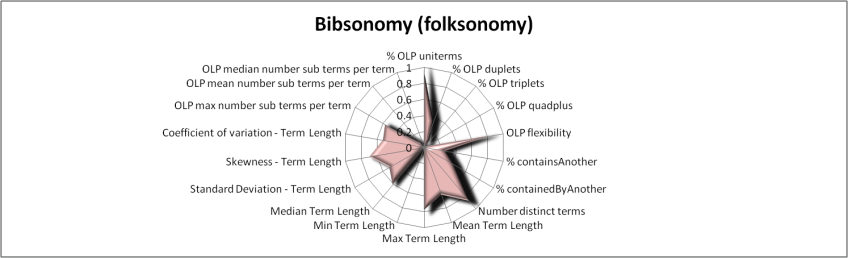 Bibsonomy (folksonomy)
% OLP uniterms
OLP median number sub terms per term
1
% OLP duplets
OLP mean number sub terms per term
0.8
% OLP triplets
OLP max number sub terms per term
0.6
% OLP quadplus
0.4
Coefficient of variation - Term Length
0.2
OLP flexibility
0
Skewness - Term Length
% containsAnother
Standard Deviation - Term Length
% containedByAnother
Median Term Length
Number distinct terms
Min Term Length
Mean Term Length
Max Term Length